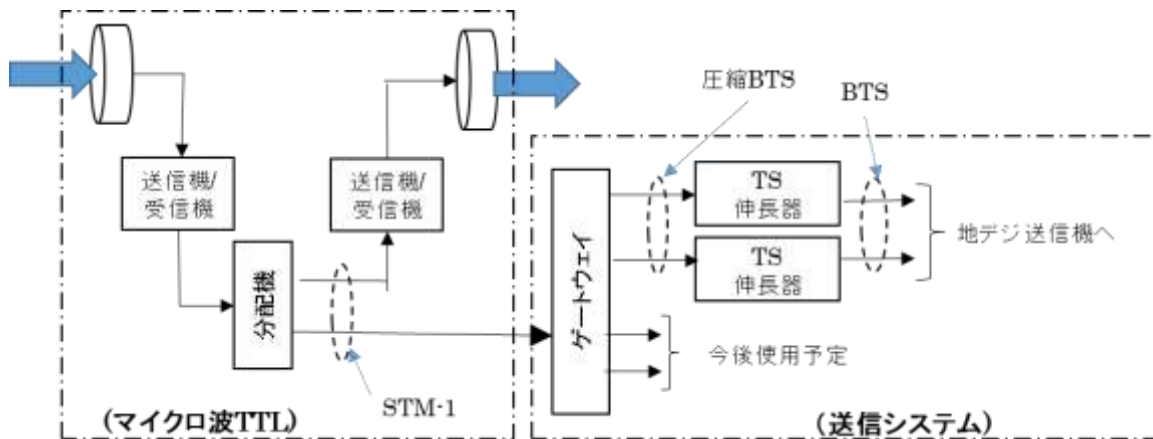 圧縮BTS
BTS
送信機/
受信機
送信機/
受信機
TS
伸長器
TS
伸長器
地デジ送信機へ
分配機
ゲートウェイ
今後使用予定
STM-1
(マイクロ波TTL)
(送信システム)